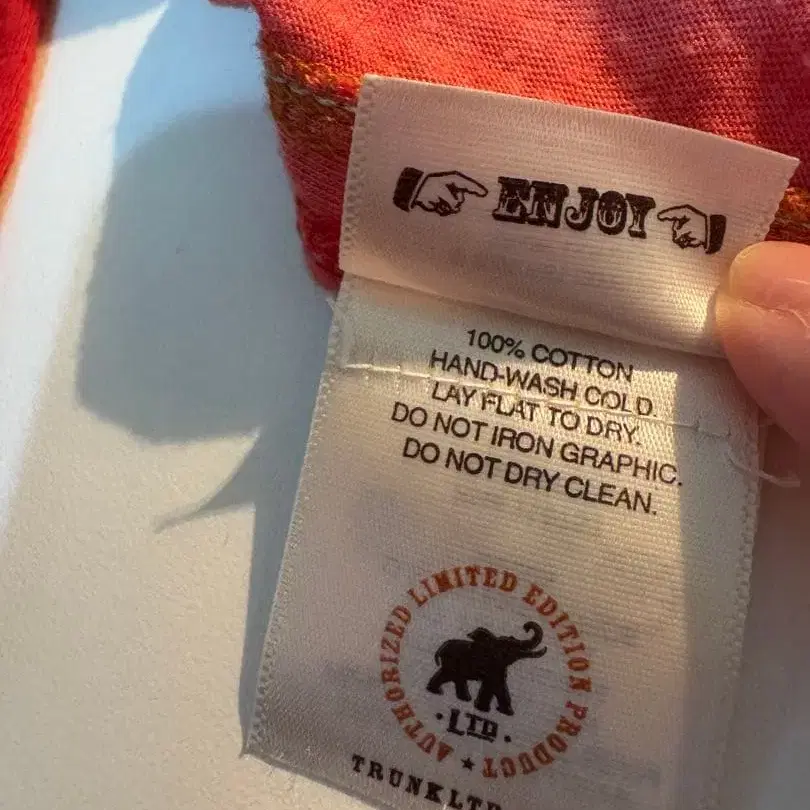 ENJOY
100% COTTON
HAND-WASH COLD.
LAY FLAT TO DRY.
DO NOT IRON GRAPHIC.
DO NOT DRY CLEAN.
AUTHORIZED LIMITED EDITION PRODUCT ★
·LTD.·
TRUNKLTD